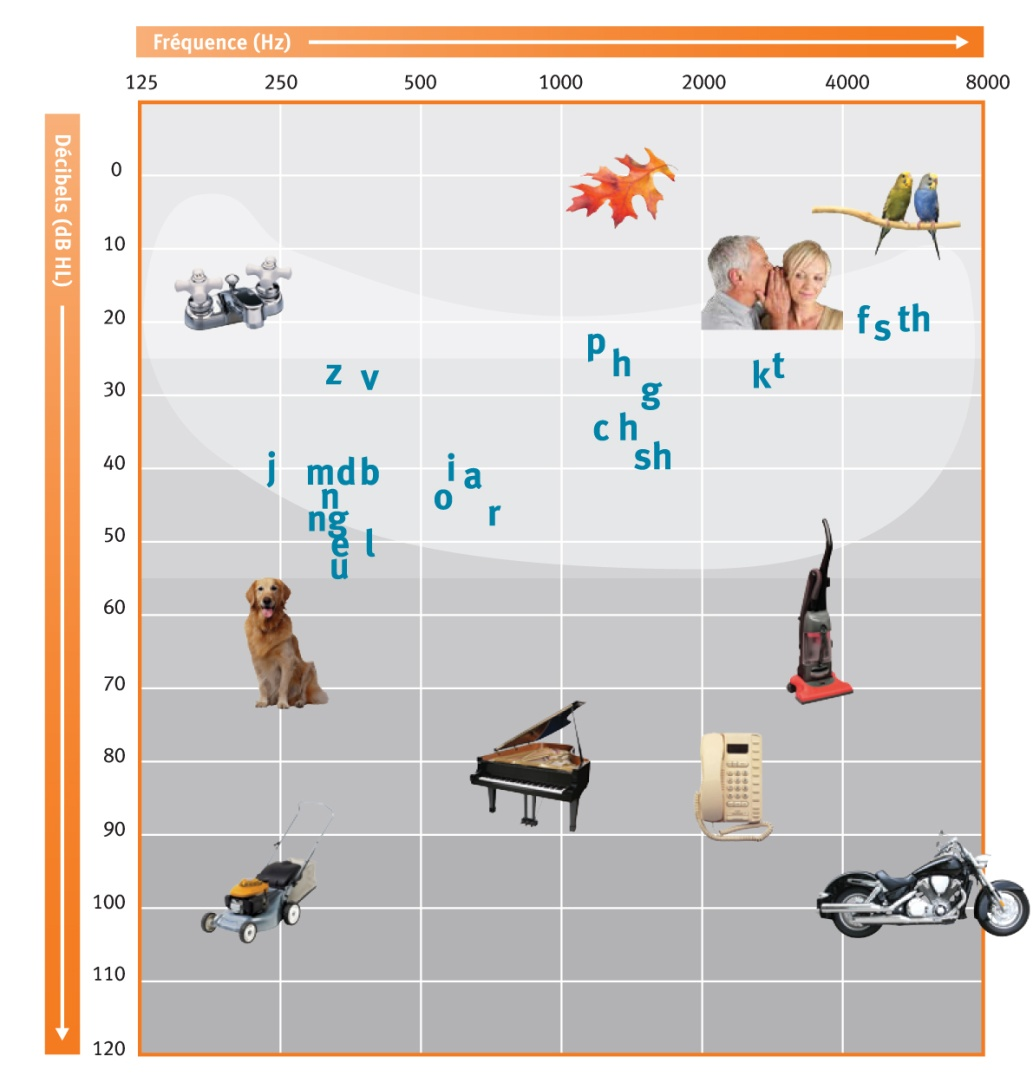 Fréquence (Hz)
125 250 500 1000 2000 4000 8000
Décibels (dB HL)
0
10
20
f s th
p
h
k t
z v
30
g
c h
sh
40
j
m d b
i a
n
o
ng
r
50
e l
u
60
70
80
90
100
110
120